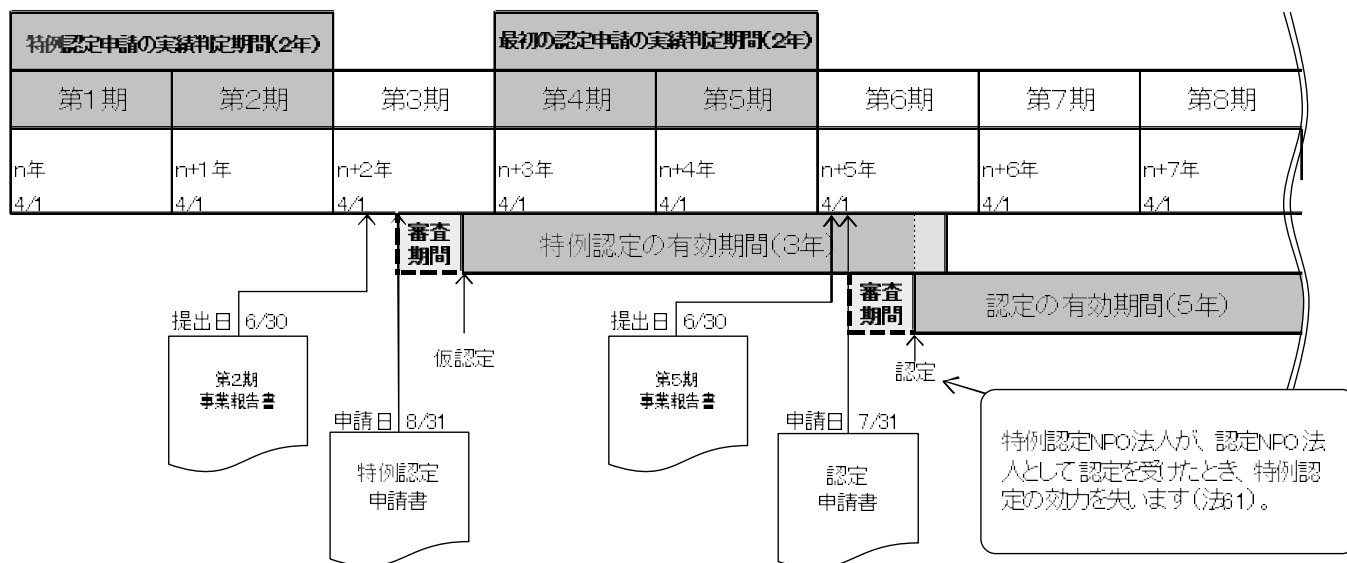 特例認定申請の実績判定期間(2年)
最初の認定申請の実績判定期間(2年)
第1期
第2期
第3期
第4期
第5期
第6期
第7期
第8期
n年
n+1年
n+2年
n+3年
n+4年
n+5年
n+6年
n+7年
4/1
4/1
4/1
4/1
4/1
4/1
4/1
4/1
審査
期間
特例認定の有効期間(3年)
審査
期間
認定の有効期間(5年)
提出日 6/30
提出日 6/30
仮認定
認定
第2期
事業報告書
第5期
事業報告書
申請日 8/31
申請日 7/31
特例認定
申請書
認定
申請書
特例認定NPO法人が、認定NPO法
人として認定を受けたとき、特例認
定の効力を失います(法61)。